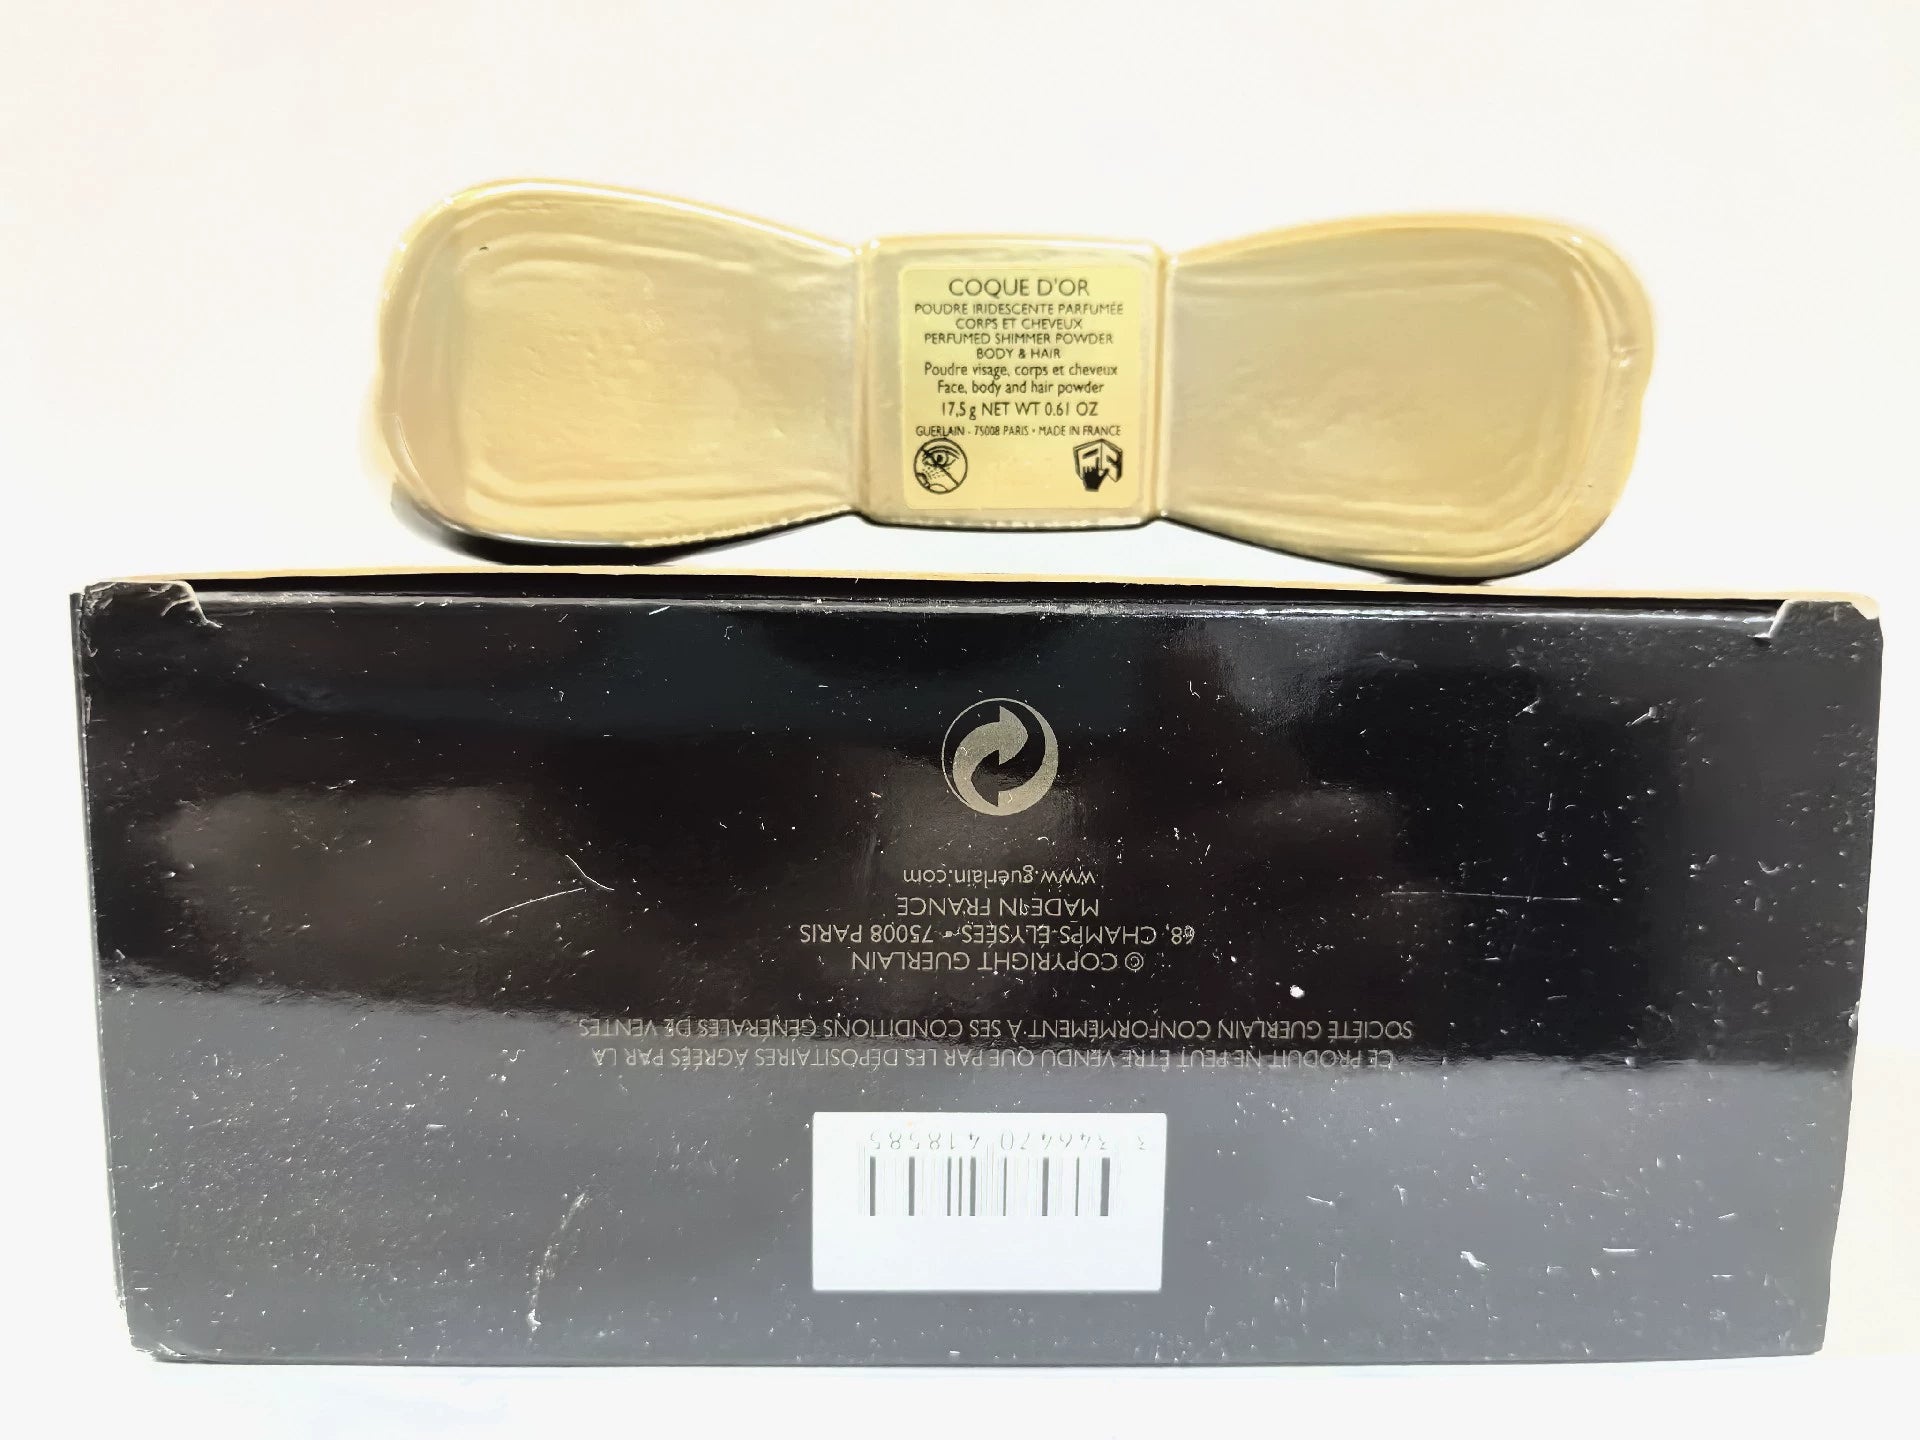 COQUE D'OR
POUDRE IRIDESCENTE PARFUMÉE
CORPS ET CHEVEUX
PERFUMED SHIMMER POWDER
BODY & HAIR
Poudre visage, corps et cheveux
Face, body and hair powder
17,5 g NET WT 0.61 OZ
GUERLAIN - 75008 PARIS • MADE IN FRANCE
3 346470 418585
CE PRODUIT NE PEUT ÊTRE VENDU QUE PAR LES DÉPOSITAIRES AGRÉÉS PAR LA
SOCIÉTÉ GUERLAIN CONFORMÉMENT À SES CONDITIONS GÉNÉRALES DE VENTES
© COPYRIGHT GUERLAIN
68, CHAMPS-ELYSÉES • 75008 PARIS
MADE IN FRANCE
www.guerlain.com